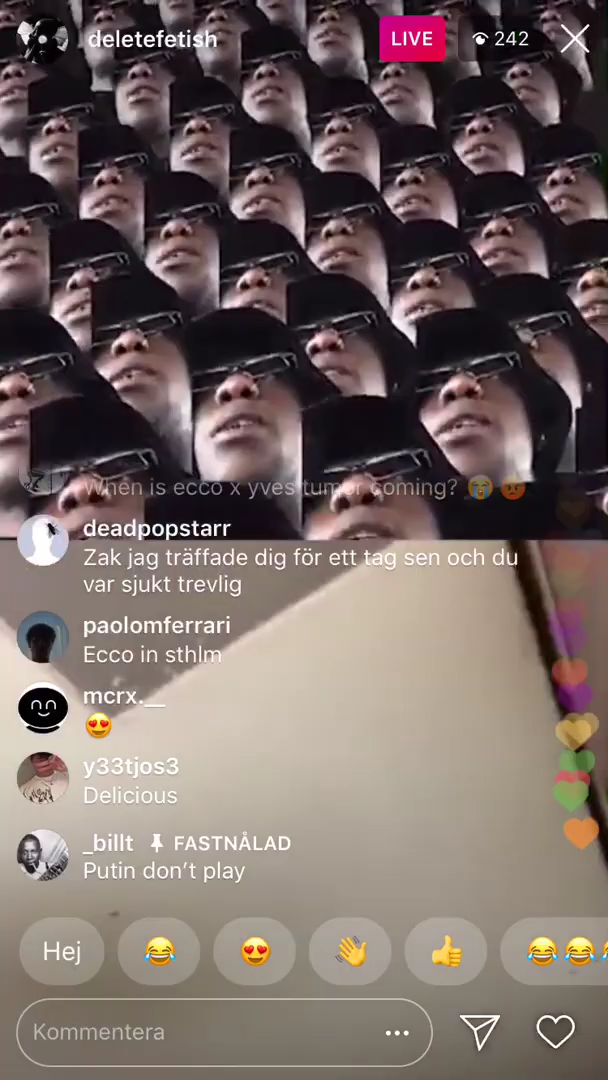 deletefetish
LIVE
242
When is ecco x yves tumor coming? 😭 😡
deadpopstarr
Zak jag träffade dig för ett tag sen och du
var sjukt trevlig
paolomferrari
Ecco in sthlm
mcrx.__
😍
y33tjos3
Delicious
_billt 📌 FASTNÅLAD
Putin don’t play
Hej 😂 😍 👋 👍 😂😂😂
Kommentera